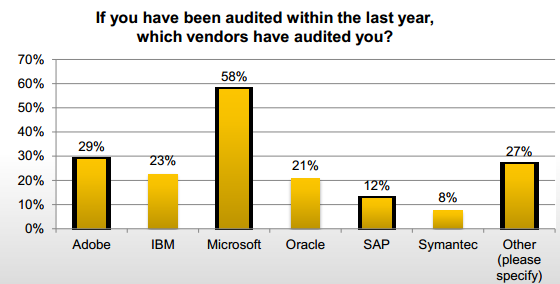 If you have been audited within the last year,
which vendors have audited you?
70%
60%
50%
40%
30%
20%
10%
0%
29%
23%
58%
21%
12%
8%
27%
Adobe
IBM
Microsoft
Oracle
SAP
Symantec
Other
(please
specify)